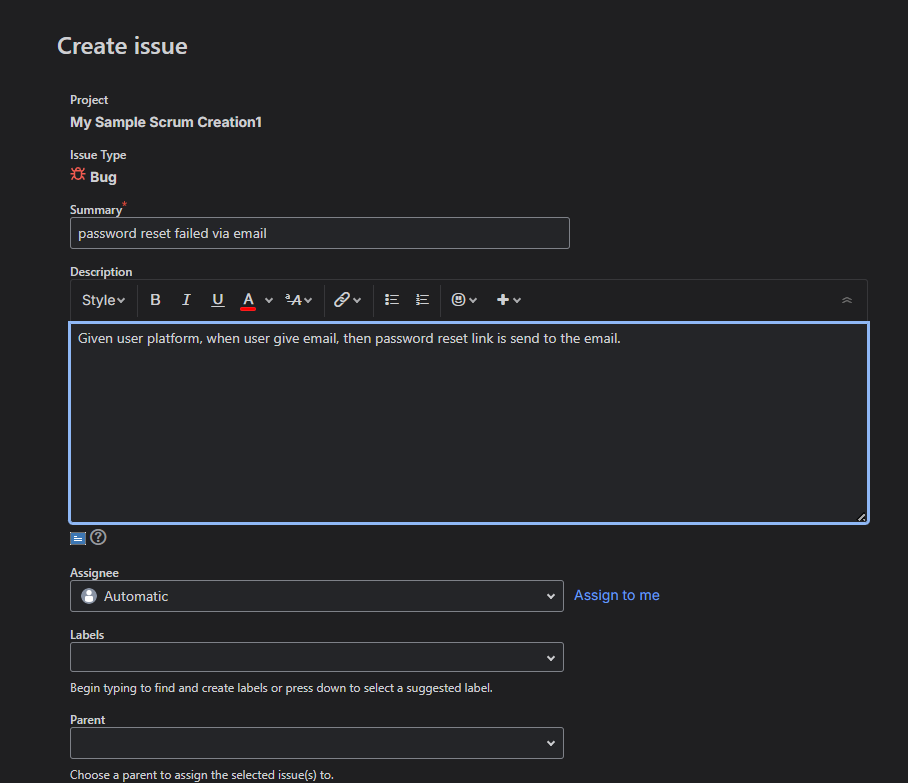 Create issue
Project
My Sample Scrum Creation1
Issue Type
Bug
Summary*
password reset failed via email
Description
Style B I U A ªA
Given user platform, when user give email, then password reset link is send to the email.
Assignee
Automatic Assign to me
Labels
Begin typing to find and create labels or press down to select a suggested label.
Parent
Choose a parent to assign the selected issue(s) to.